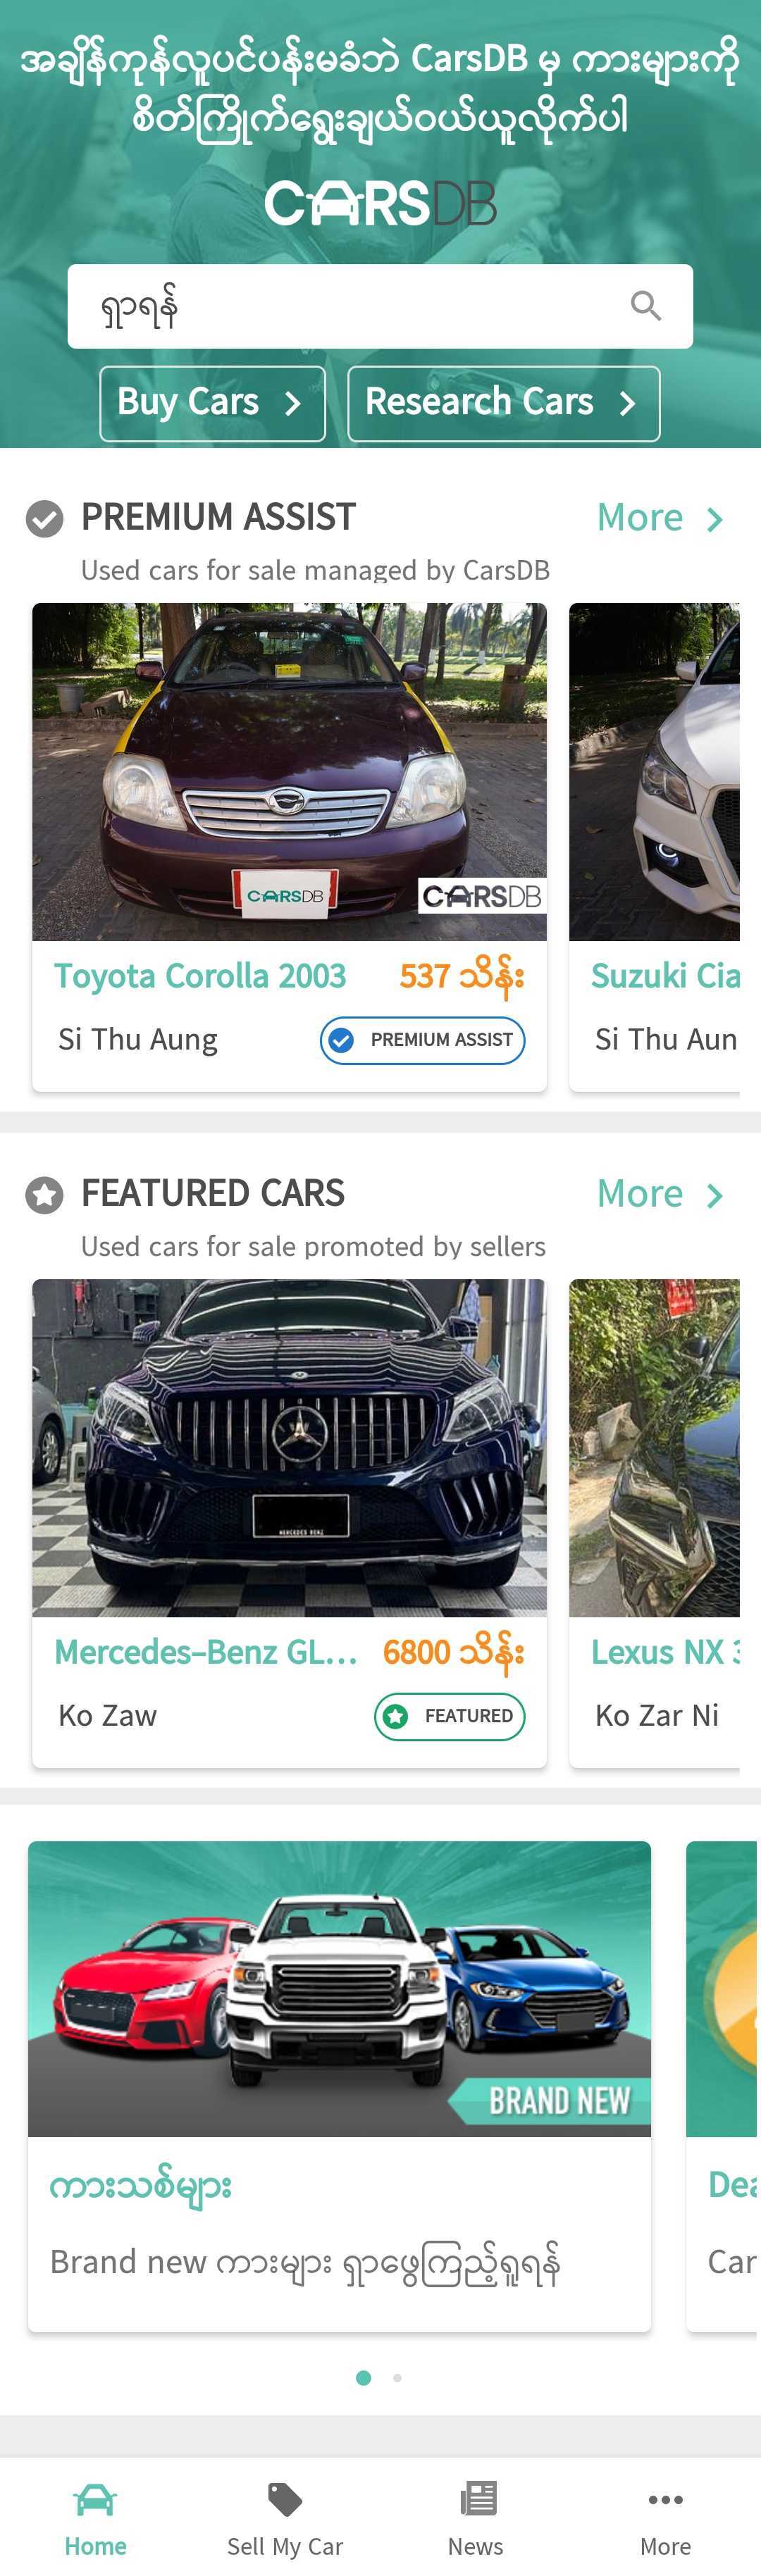 အချိန်ကုန်လူပင်ပန်းမခံဘဲ CarsDB မှ ကားများကို
စိတ်ကြိုက်ရွေးချယ်ဝယ်ယူလိုက်ပါ
CARSDB
ရှာရန်
Buy Cars
Research Cars
PREMIUM ASSIST
More
Used cars for sale managed by CarsDB
CARSDB
CARSDB
Toyota Corolla 2003
537 သိန်း
Suzuki Cia
Si Thu Aung
PREMIUM ASSIST
Si Thu Aun
FEATURED CARS
More
Used cars for sale promoted by sellers
MERCEDES BENZ
Mercedes-Benz GL...
6800 သိန်း
Lexus NX
Ko Zaw
FEATURED
Ko Zar Ni
BRAND NEW
ကားသစ်များ
Brand new ကားများ ရှာဖွေကြည့်ရှုရန်
Car
Home
Sell My Car
News
More